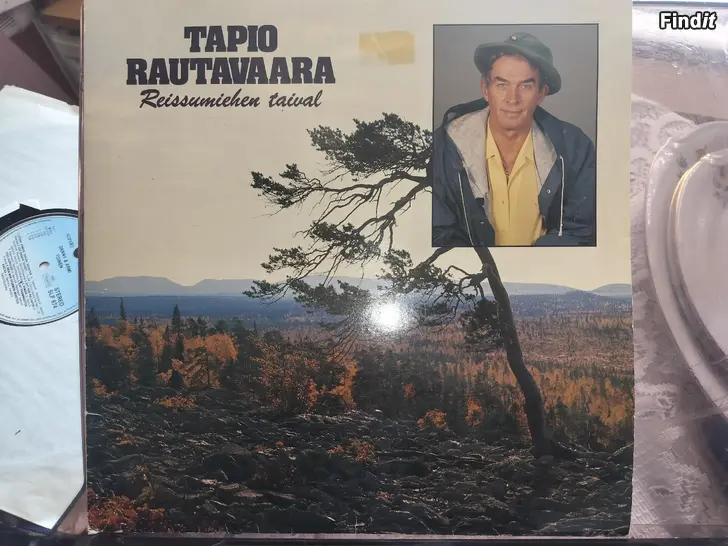 Findit
TAPIO
RAUTAVAARA
Reissumiehen taival
STEREO